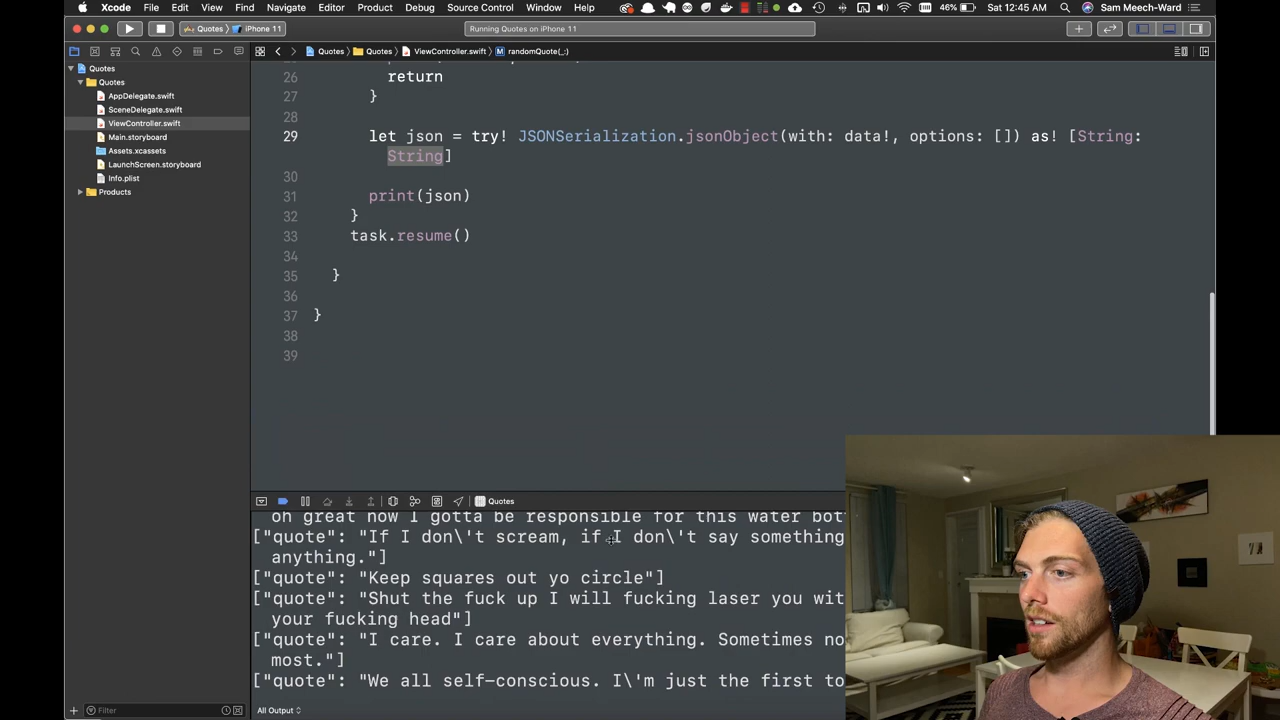 Xcode File Edit View Find Navigate Editor Product Debug Source Control Window Help 46% Sat 12:45 AM Sam Meech-Ward
Quotes iPhone 11 Running Quotes on iPhone 11
Quotes Quotes ViewController.swift M randomQuote(_:)
Quotes
Quotes
AppDelegate.swift
SceneDelegate.swift
ViewController.swift
Main.storyboard
Assets.xcassets
LaunchScreen.storyboard
Info.plist
Products
26 return
27 }
28
29 let json = try! JSONSerialization.jsonObject(with: data!, options: []) as! [String:
String]
30
31 print(json)
32 }
33 task.resume()
34
35 }
36
37 }
38
39
Quotes
oh great now I gotta be responsible for this water bot
["quote": "If I don\'t scream, if I don\'t say something
anything."]
["quote": "Keep squares out yo circle"]
["quote": "Shut the fuck up I will fucking laser you wit
your fucking head"]
["quote": "I care. I care about everything. Sometimes no
most."]
["quote": "We all self-conscious. I\'m just the first to
Filter
All Output